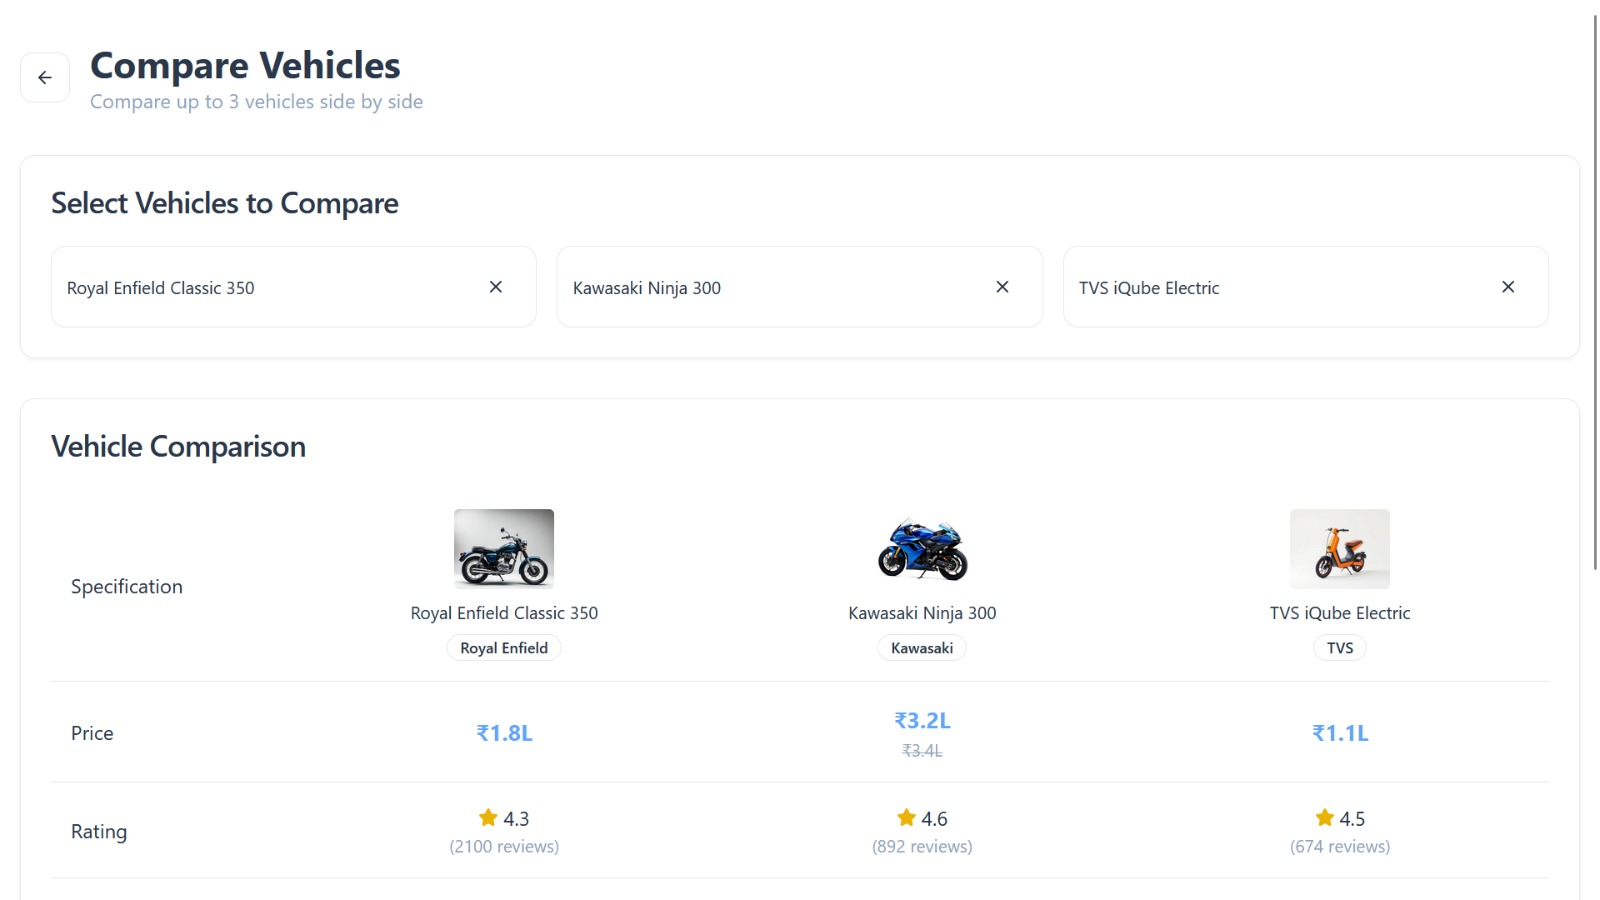 Compare Vehicles
Compare up to 3 vehicles side by side
Select Vehicles to Compare
Royal Enfield Classic 350
Kawasaki Ninja 300
TVS iQube Electric
Vehicle Comparison
Specification
Royal Enfield Classic 350
Royal Enfield
Kawasaki Ninja 300
Kawasaki
TVS iQube Electric
TVS
Price
₹1.8L
₹3.2L
₹3.4L
₹1.1L
Rating
4.3
(2100 reviews)
4.6
(892 reviews)
4.5
(674 reviews)